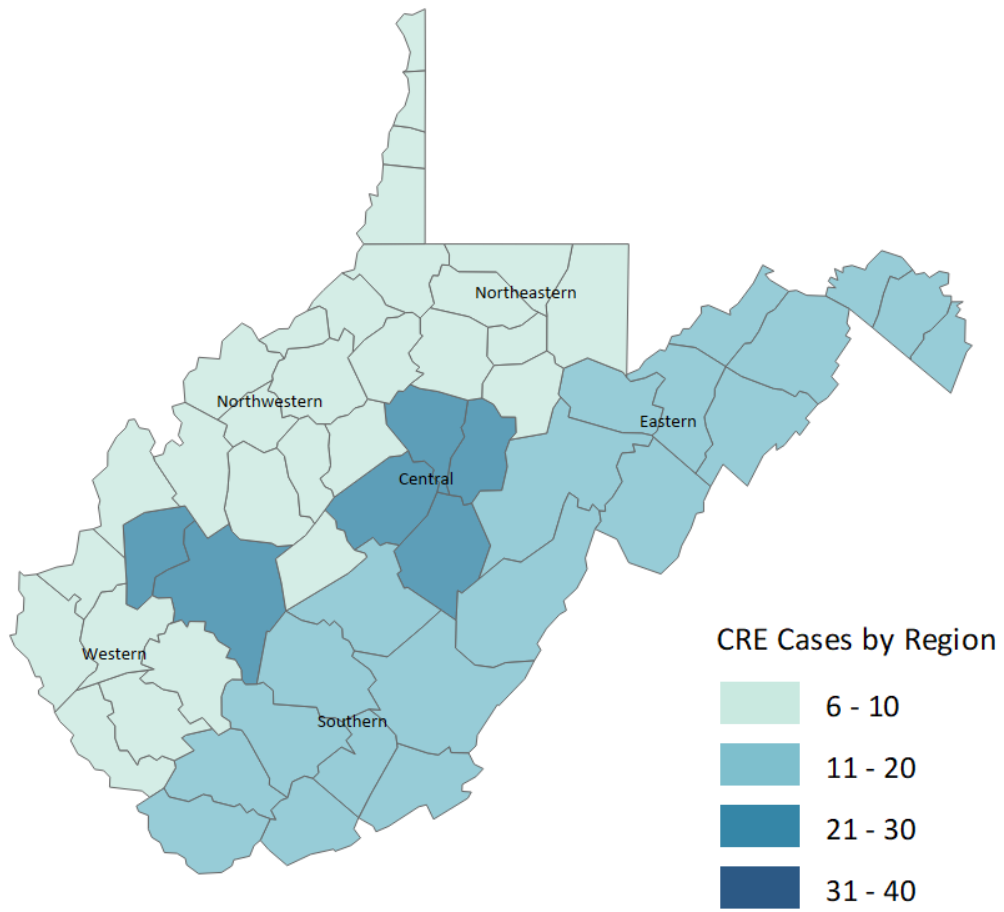 Northeastern
Northwestern
Eastern
Central
Western
Southern
CRE Cases by Region
6 - 10
11 - 20
21 - 30
31 - 40